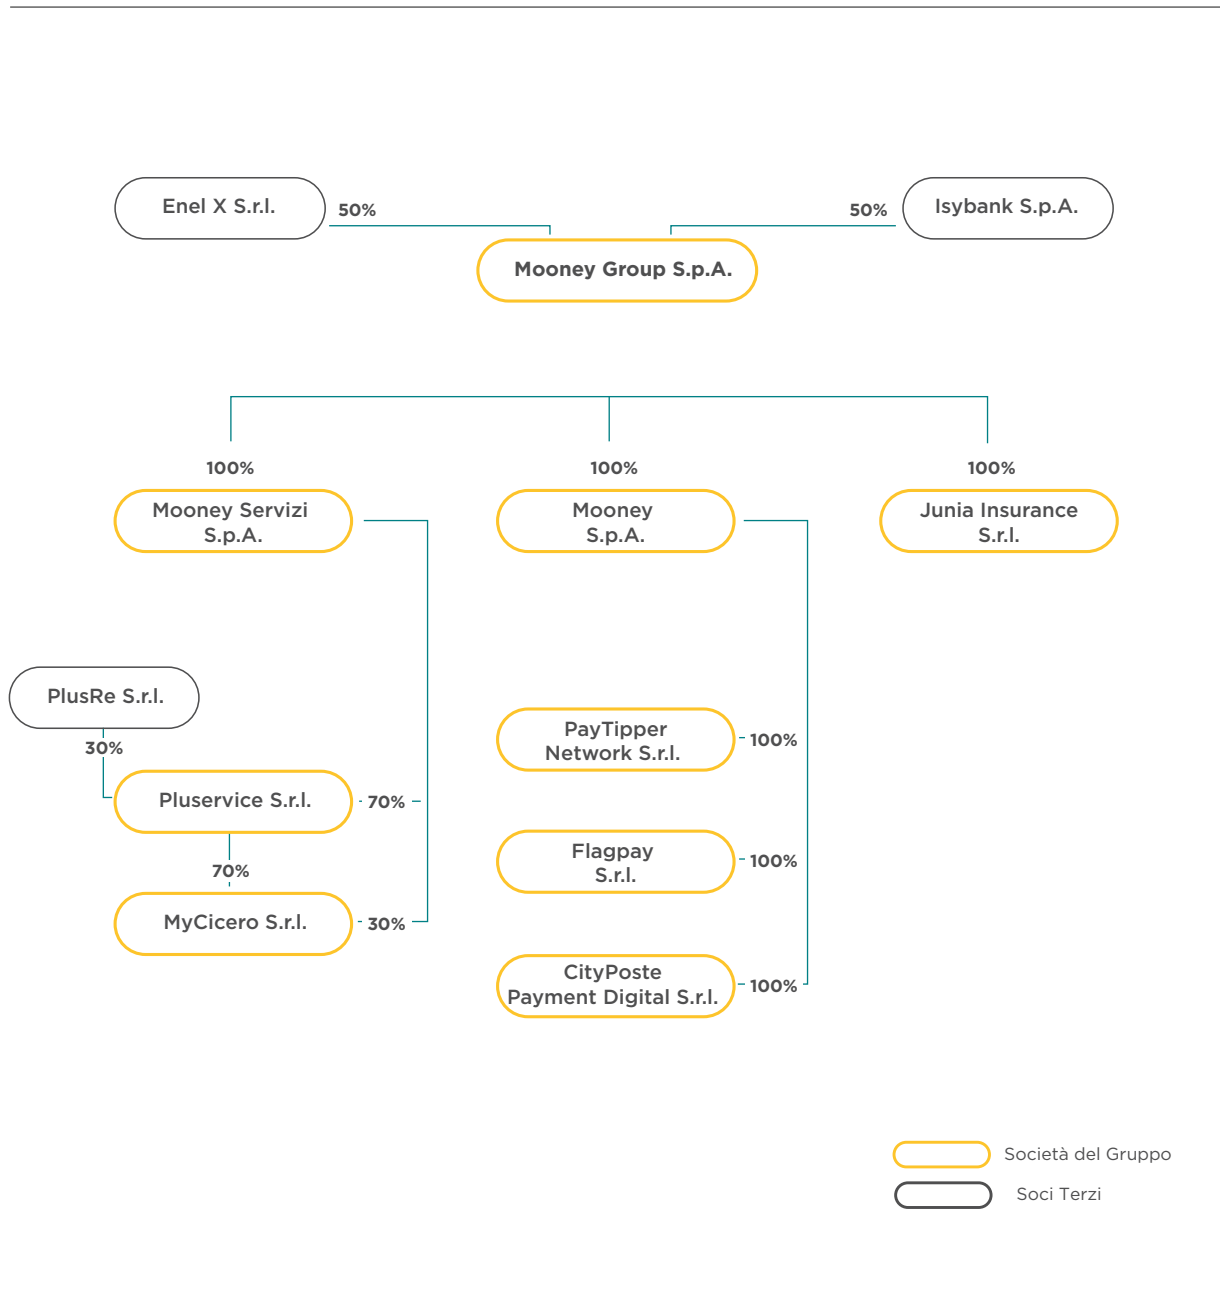 Enel X S.r.l.
50%
50%
Isybank S.p.A.
Mooney Group S.p.A.
100%
100%
100%
Mooney Servizi
S.p.A.
Mooney
S.p.A.
Junia Insurance
S.r.l.
PlusRe S.r.l.
30%
Pluservice S.r.l.
70%
70%
MyCicero S.r.l.
30%
PayTipper
Network S.r.l.
100%
Flagpay
S.r.l.
100%
CityPoste
Payment Digital S.r.l.
100%
Società del Gruppo
Soci Terzi